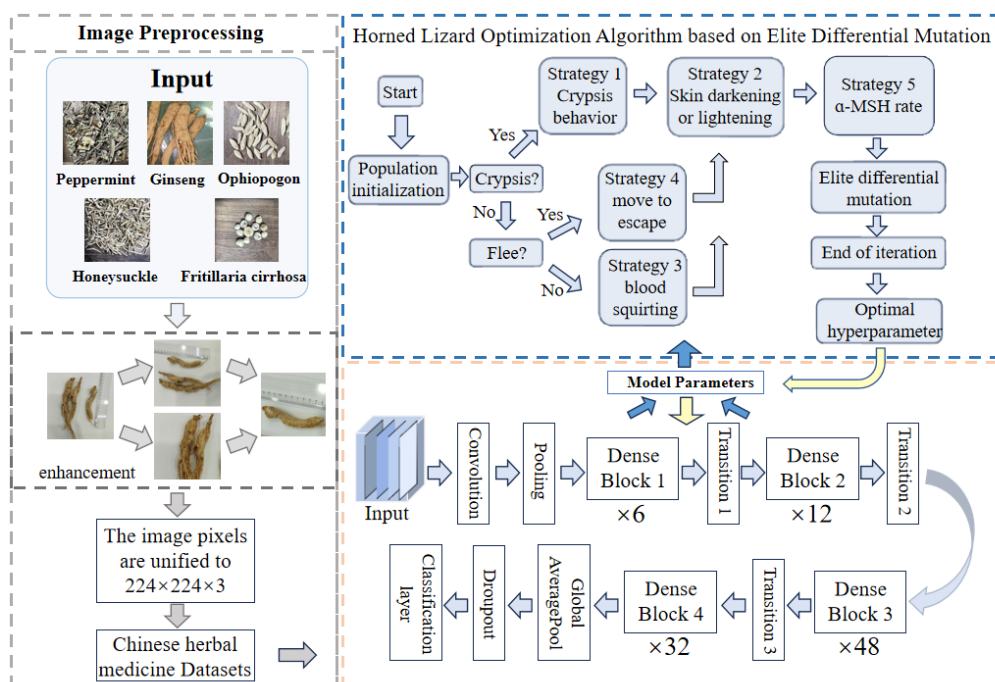 Image Preprocessing
Input
Peppermint
Ginseng
Ophiopogon
Honeysuckle
Fritillaria cirrhosa
enhancement
The image pixels
are unified to
224×224×3
Chinese herbal
medicine Datasets
Horned Lizard Optimization Algorithm based on Elite Differential Mutation
Start
Population
initialization
Crypsis?
Yes
No
Flee?
Yes
No
Strategy 1
Crypsis
behavior
Strategy 2
Skin darkening
or lightening
Strategy 5
α-MSH rate
Strategy 4
move to
escape
Strategy 3
blood
squirting
Elite differential
mutation
End of iteration
Optimal
hyperparameter
Model Parameters
Input
Convolution
Pooling
Dense
Block 1
×6
Transition 1
Dense
Block 2
×12
Transition 2
Dense
Block 3
×48
Transition 3
Dense
Block 4
×32
Global
AveragePool
Droupout
Classification
layer